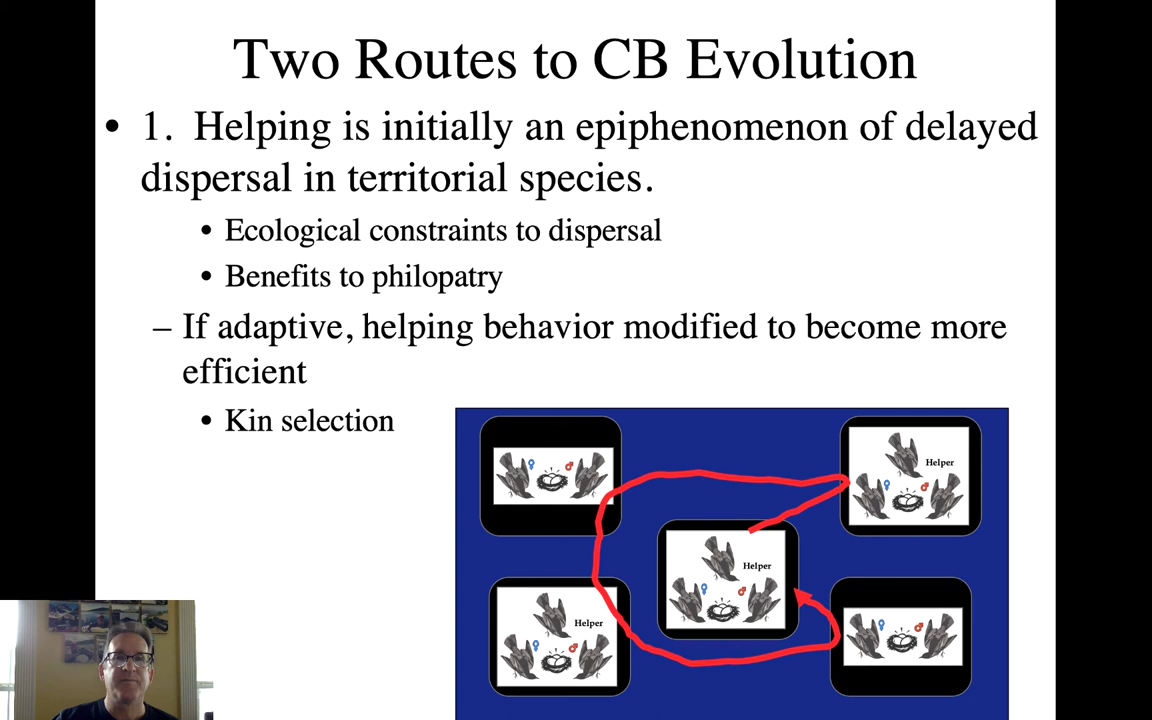 Two Routes to CB Evolution
• 1. Helping is initially an epiphenomenon of delayed
dispersal in territorial species.
• Ecological constraints to dispersal
• Benefits to philopatry
– If adaptive, helping behavior modified to become more
efficient
• Kin selection
Helper
Helper
Helper